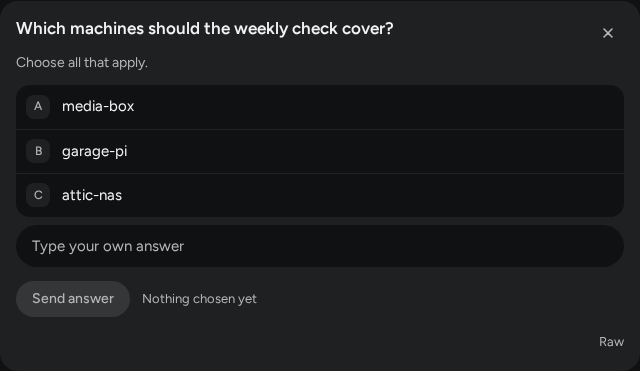 Which machines should the weekly check cover?
Choose all that apply.
A media-box
B garage-pi
C attic-nas
Type your own answer
Send answer Nothing chosen yet
Raw